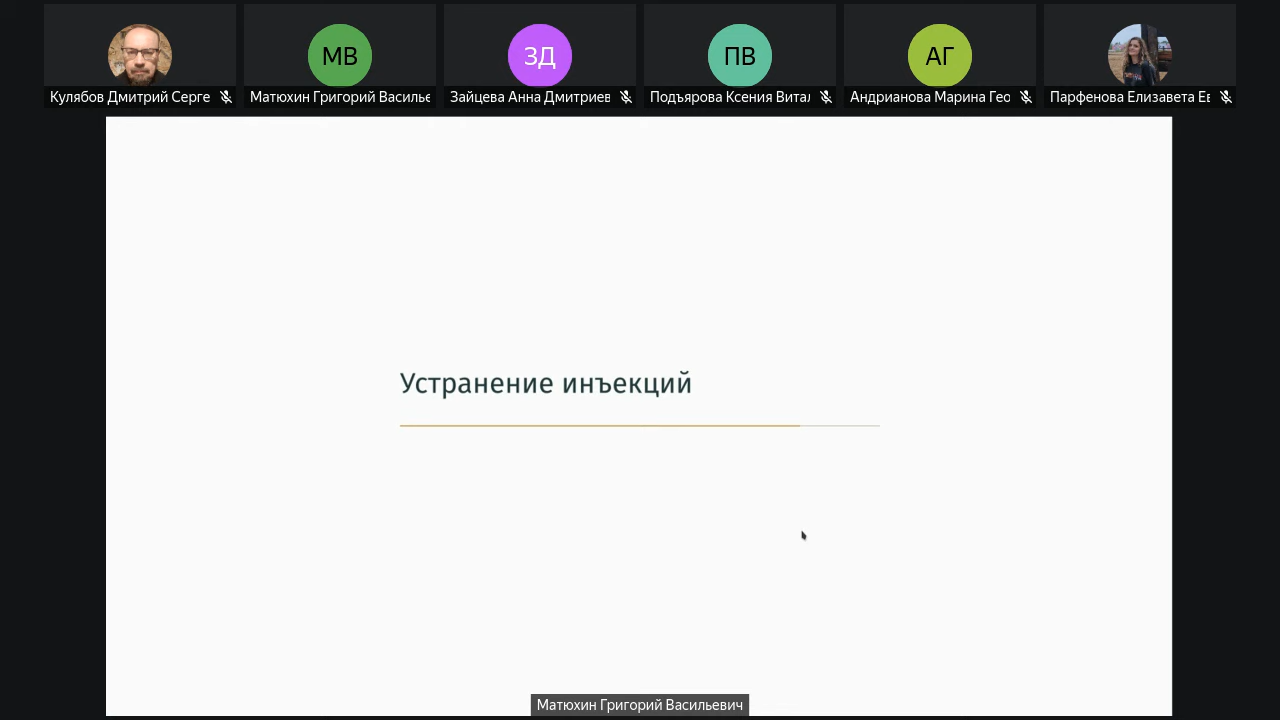 МВ
ЗД
ПВ
АГ
Кулябов Дмитрий Серге
Матюхин Григорий Василье
Зайцева Анна Дмитриев
Подъярова Ксения Витал
Андрианова Марина Гео
Парфенова Елизавета Ев
Устранение инъекций
Матюхин Григорий Васильевич